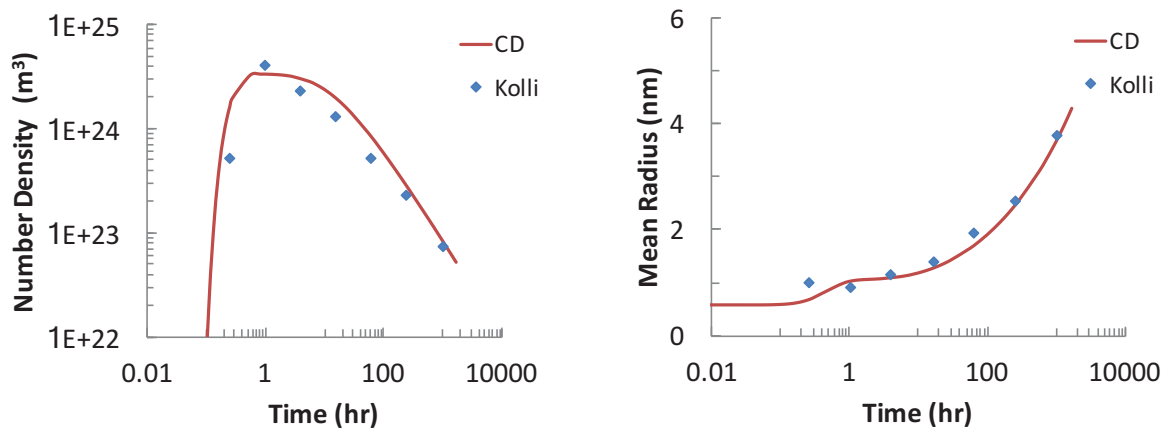 Number Density (m³)
1E+25
1E+24
1E+23
1E+22
0.01
1
100
10000
Time (hr)
CD
Kolli
Mean Radius (nm)
6
4
2
0
0.01
1
100
10000
Time (hr)
CD
Kolli